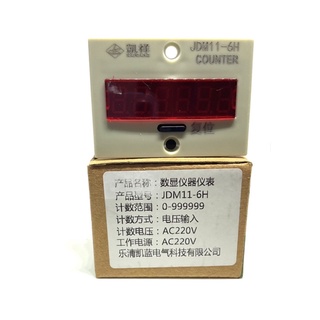 凯祥
JDM11-6H
COUNTER
复位
产品名称：数显仪器仪表
产品型号：JDM11-6H
计数范围：0-999999
计数方式：电压输入
计数电压：AC220V
工作电源：AC220V
乐清凯蓝电气科技有限公司